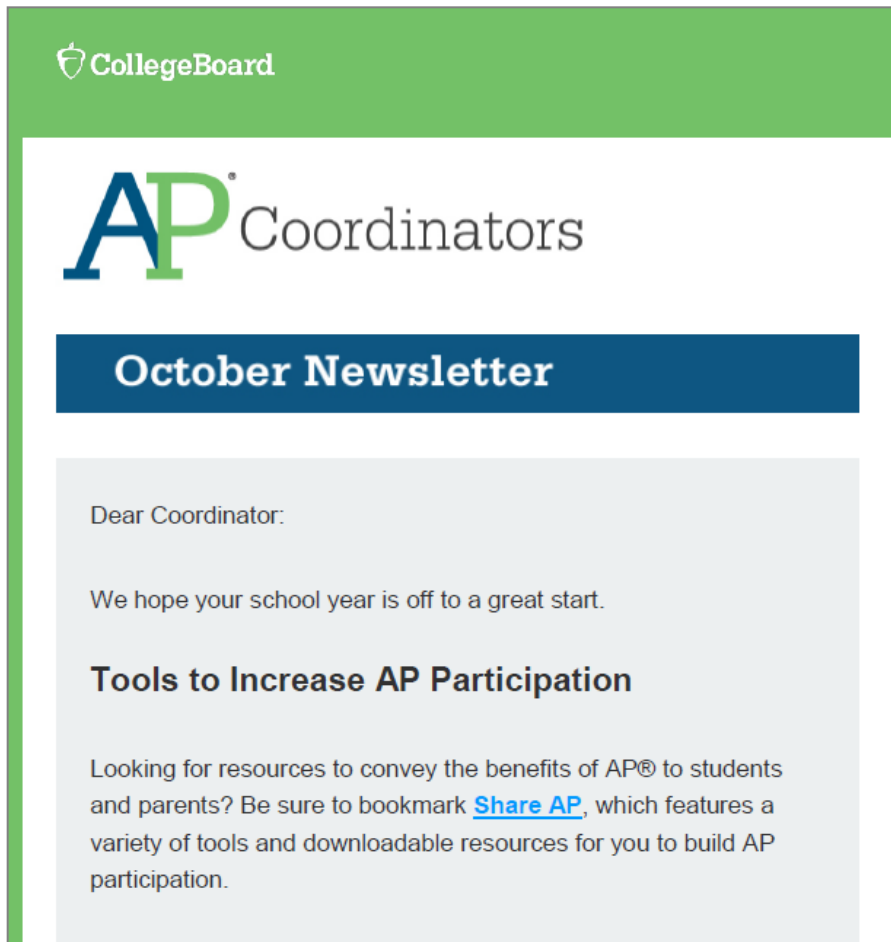 CollegeBoard
AP® Coordinators
October Newsletter
Dear Coordinator:
We hope your school year is off to a great start.
Tools to Increase AP Participation
Looking for resources to convey the benefits of AP® to students
and parents? Be sure to bookmark Share AP, which features a
variety of tools and downloadable resources for you to build AP
participation.